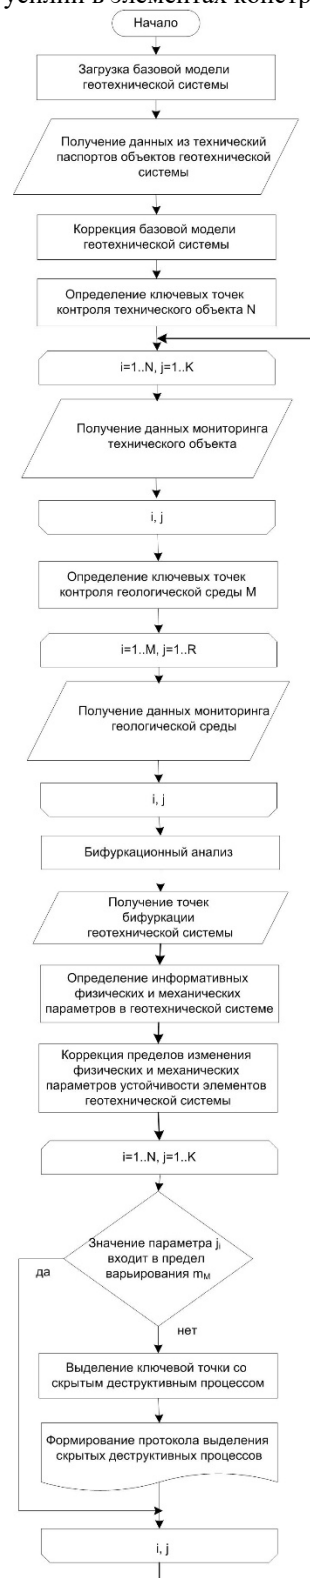 усилий в элементах констр
Начало
Загрузка базовой модели
геотехнической системы
Получение данных из технический
паспортов объектов геотехнической
системы
Коррекция базовой модели
геотехнической системы
Определение ключевых точек
контроля технического объекта N
i=1..N, j=1..K
Получение данных мониторинга
технического объекта
i, j
Определение ключевых точек
контроля геологической среды M
i=1..M, j=1..R
Получение данных мониторинга
геологической среды
i, j
Бифуркационный анализ
Получение точек
бифуркации
геотехнической системы
Определение информативных
физических и механических
параметров в геотехнической системе
Коррекция пределов изменения
физических и механических
параметров устойчивости элементов
геотехнической системы
i=1..N, j=1..K
Значение параметра jᵢ
входит в предел
варьирования mM
да
нет
Выделение ключевой точки со
скрытым деструктивным процессом
Формирование протокола выделения
скрытых деструктивных процессов
i, j